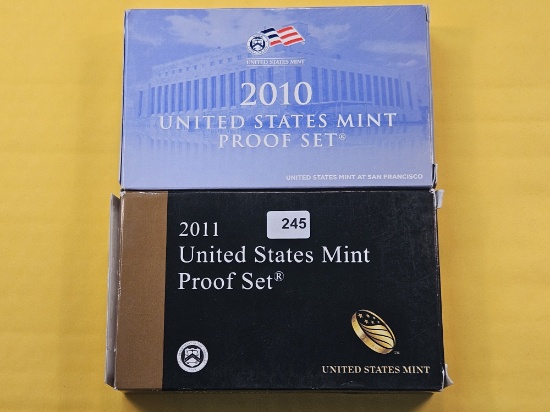 UNITED STATES MINT
2010
UNITED STATES MINT
PROOF SET®
UNITED STATES MINT AT SAN FRANCISCO
245
2011
United States Mint
Proof Set®
UNITED STATES MINT